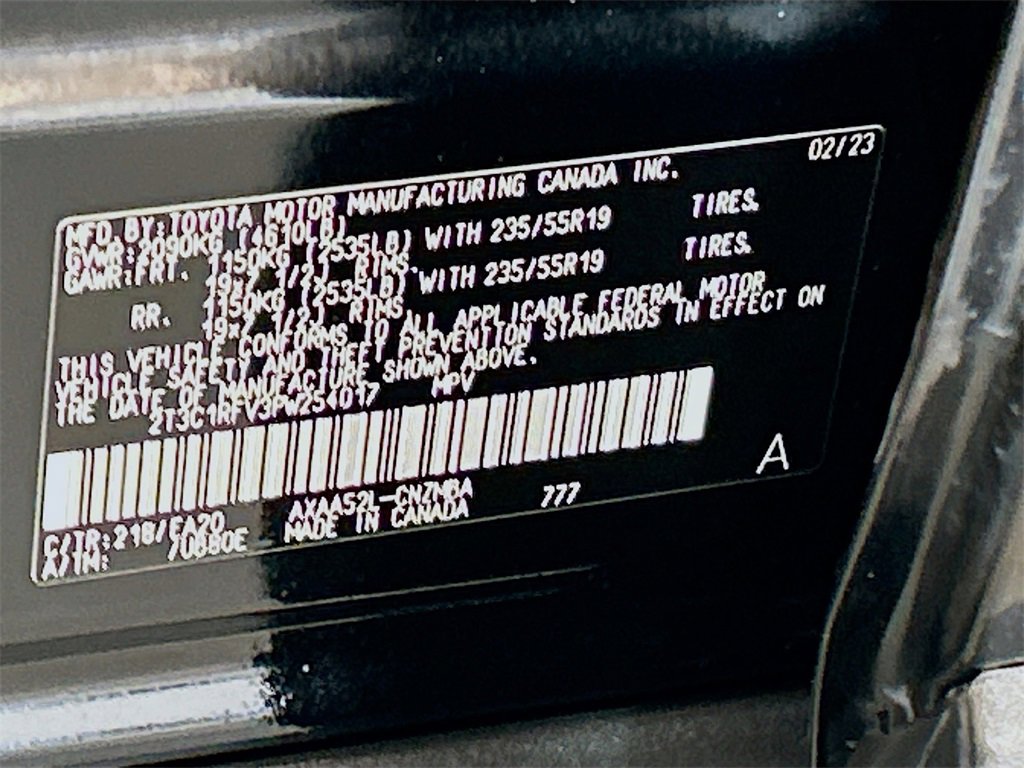 02/23
MFD. BY: TOYOTA MOTOR MANUFACTURING CANADA INC.
GVWR: 2090KG (4610LB)
GAWR: FRT. 1150KG (2535LB) WITH 235/55R19 TIRES.
19x7 1/2J RIMS.
RR. 1150KG (2535LB) WITH 235/55R19 TIRES.
19x7 1/2J RIMS.
THIS VEHICLE CONFORMS TO ALL APPLICABLE FEDERAL MOTOR
VEHICLE SAFETY AND THEFT PREVENTION STANDARDS IN EFFECT ON
THE DATE OF MANUFACTURE SHOWN ABOVE.
2T3C1RFV3PW254017 MPV
A
C/TR: 218/EA20 AXAA52L-CNZMBA 777
A/TM: MADE IN CANADA